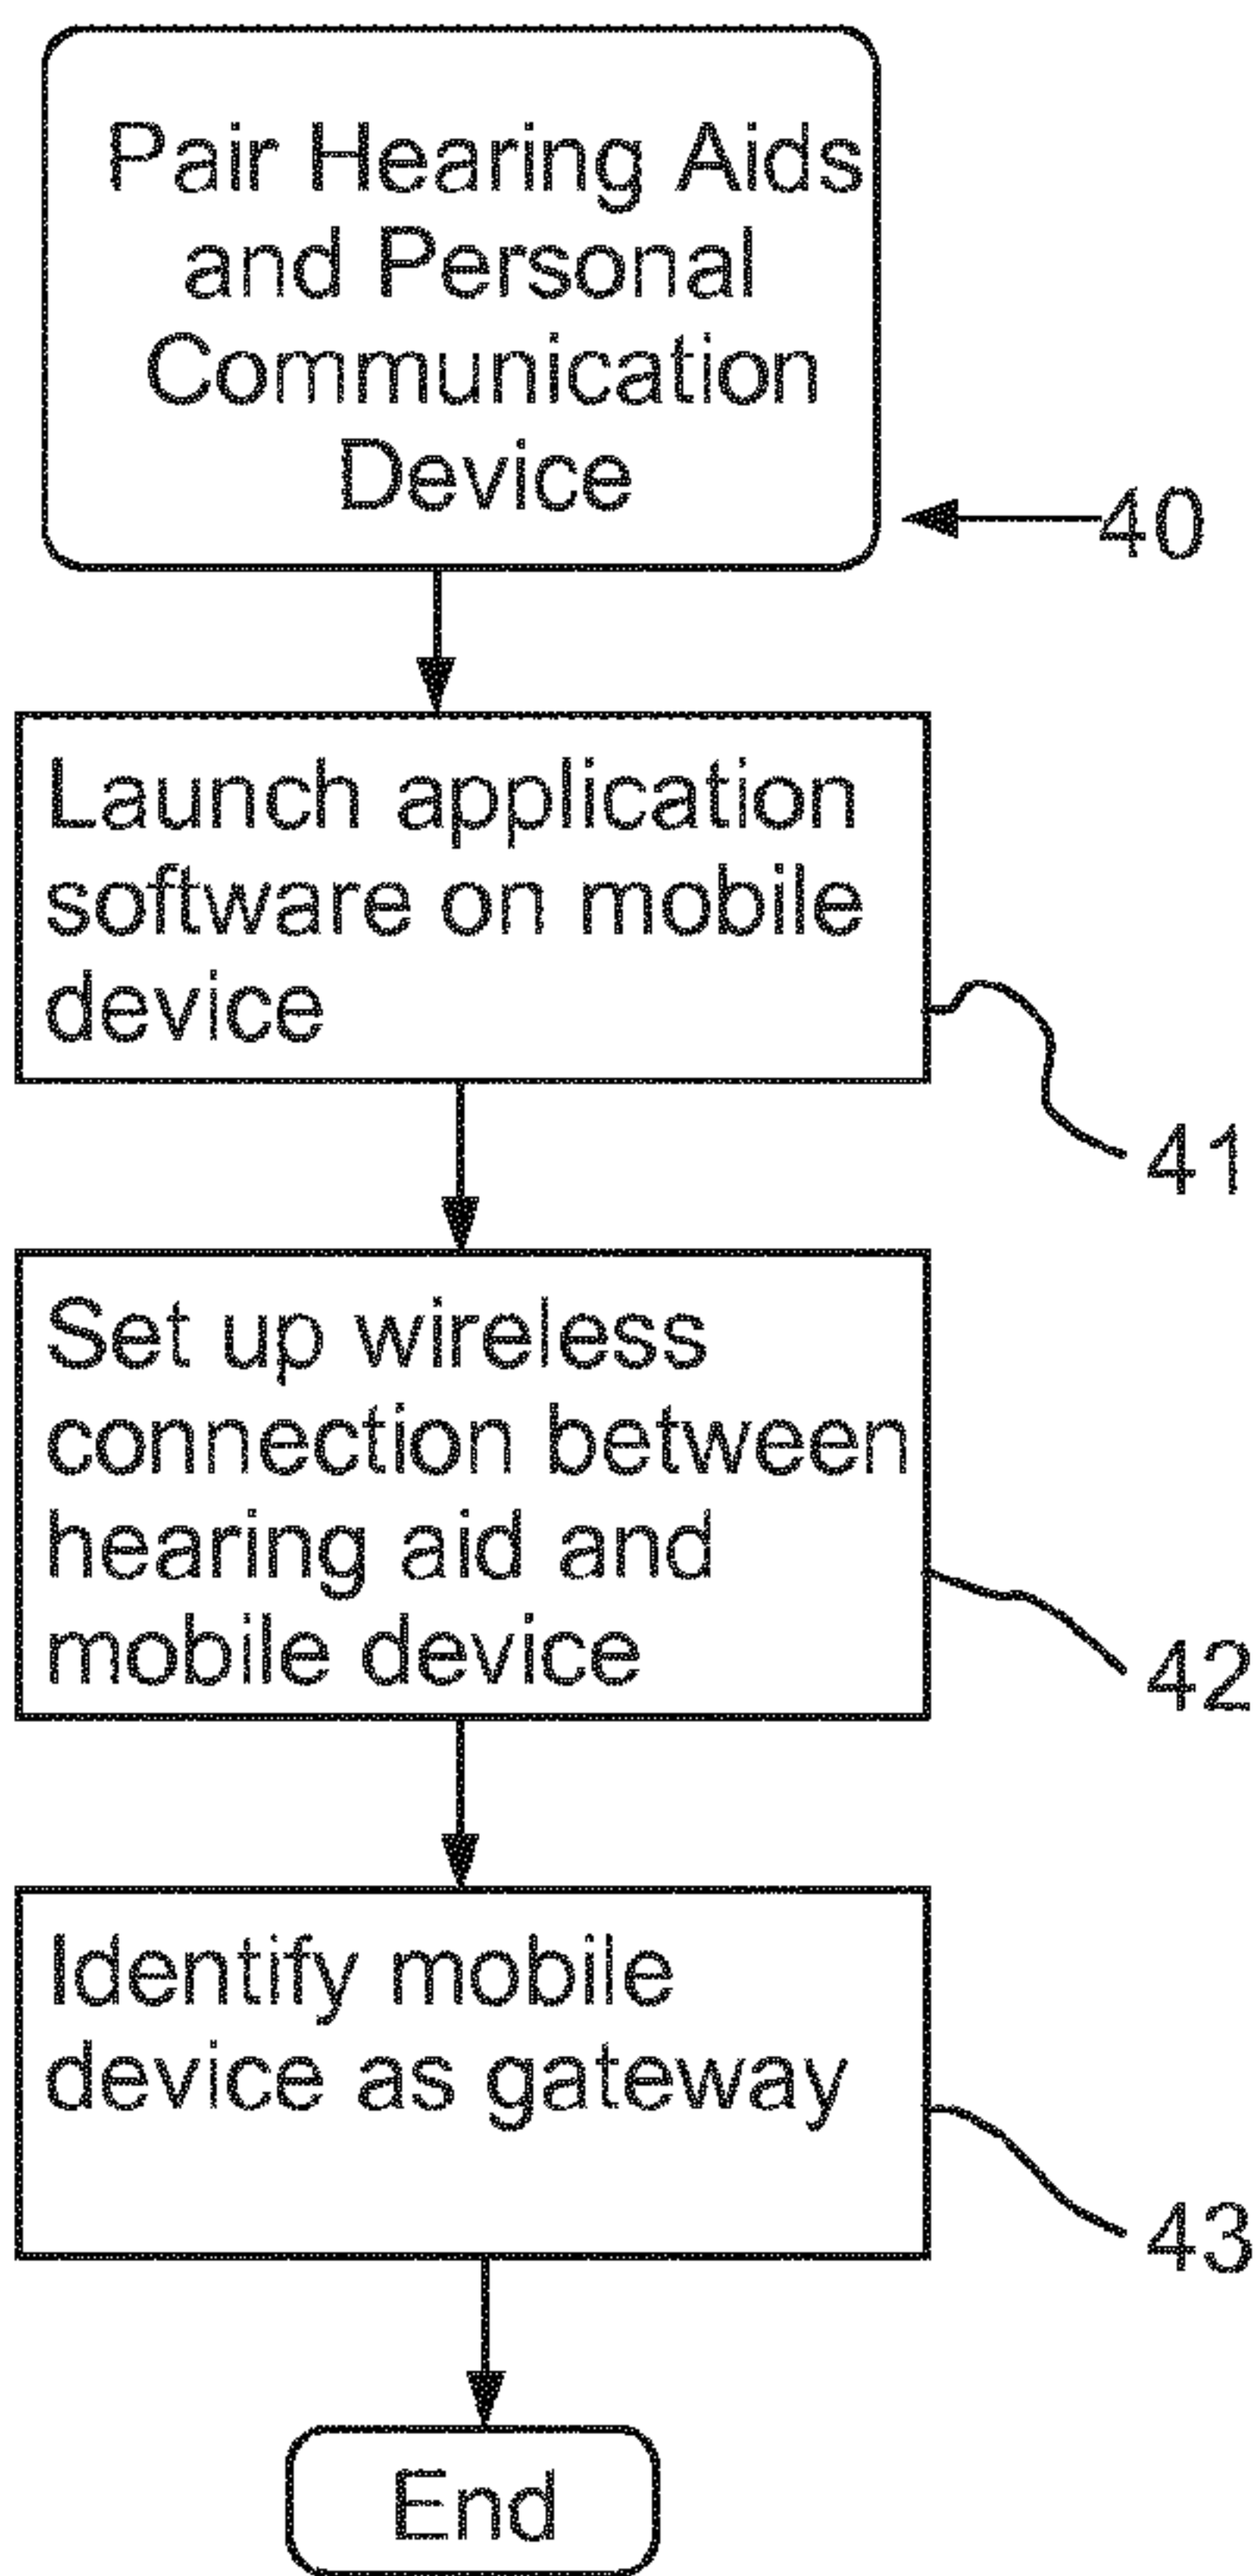 Pair Hearing Aids
and Personal
Communication
Device
40
Launch application
software on mobile
device
41
Set up wireless
connection between
hearing aid and
mobile device
42
Identify mobile
device as gateway
43
End